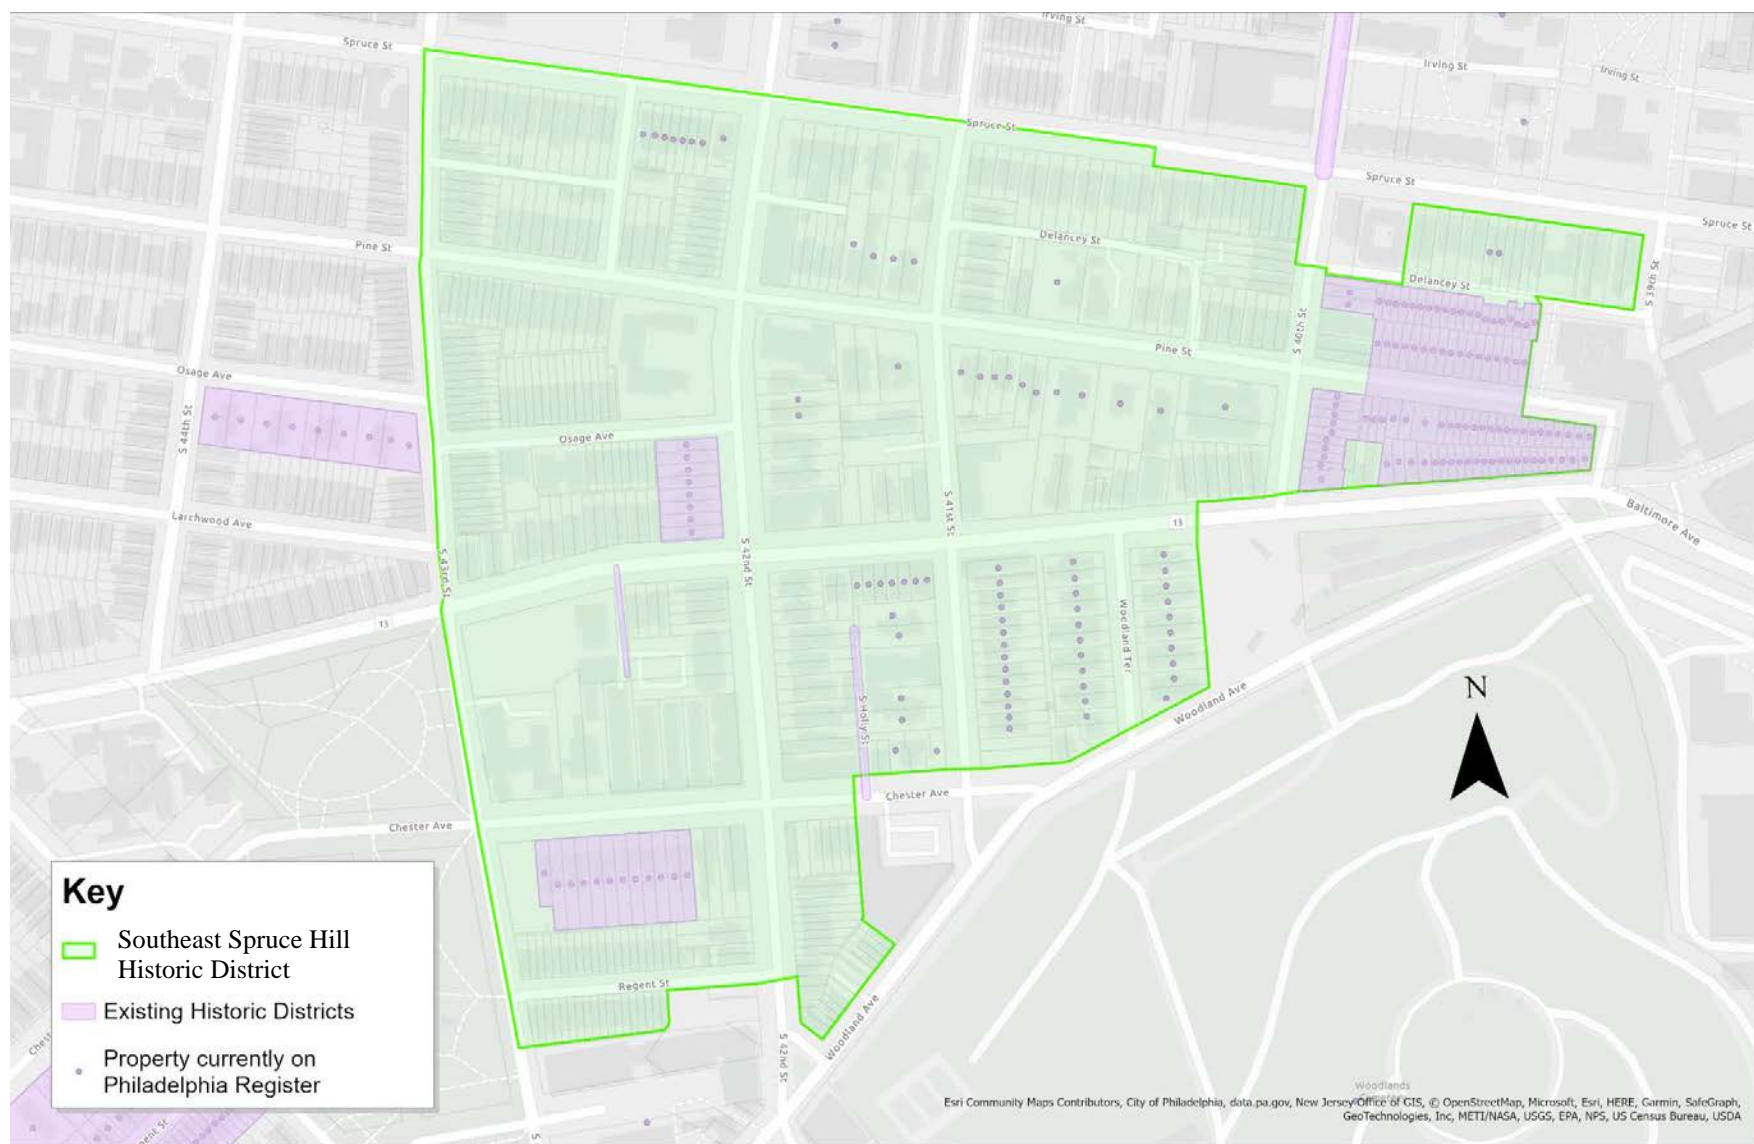 Irving St
Spruce St
Irving St
Irving St
Spruce St
Spruce St
Spruce St
Delancey St
Pine St
Delancey St
S 39th St
S 40th St
Pine St
Osage Ave
S 44th St
Osage Ave
S 41st St
Baltimore Ave
Larchwood Ave
13
S 43rd St
S 42nd St
Woodland Ter
13
S Holly St
Woodland Ave
N
Chester Ave
Chester Ave
Regent St
Woodland Ave
S 42nd St
Key
Southeast Spruce Hill
Historic District
Existing Historic Districts
Property currently on
Philadelphia Register
Woodlands
Esri Community Maps Contributors, City of Philadelphia, data.pa.gov, New Jersey Office of GIS, © OpenStreetMap, Microsoft, Esri, HERE, Garmin, SafeGraph,
GeoTechnologies, Inc, METI/NASA, USGS, EPA, NPS, US Census Bureau, USDA